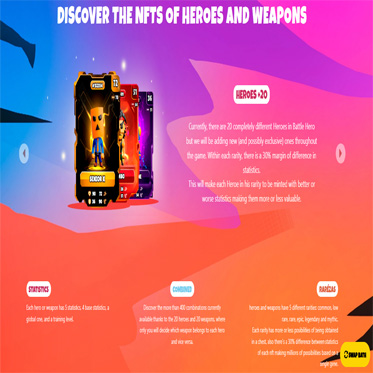 DISCOVER THE NFTS OF HEROES AND WEAPONS
HEROES +20
Currently, there are 20 completely different Heroes in Battle Hero
but we will be adding new (and possibly exclusive) ones throughout
the game. Within each rarity, there is a 30% margin of difference in
statistics.
This will make each Heroe in his rarity to be minted with better or
worse statistics making them more or less valuable.
STATISTICS
Each hero or weapon has 5 statistics, 4 base statistics, a
global one, and a training level.
COMBINED
Discover the more than 400 combinations currently
available thanks to the 20 heroes and 20 weapons, where
only you will decide which weapon belongs to each hero
and vice versa.
RAREZAS
heroes and weapons have 5 different rarities: common, low
rare, rare, epic, legendary and mythic.
Each rarity has more or less posibilities of being obtained
in a chest, also there is a 30% difference between statistics
of each nft making millions of possibilities based on a
simple game.
SWAP BATH